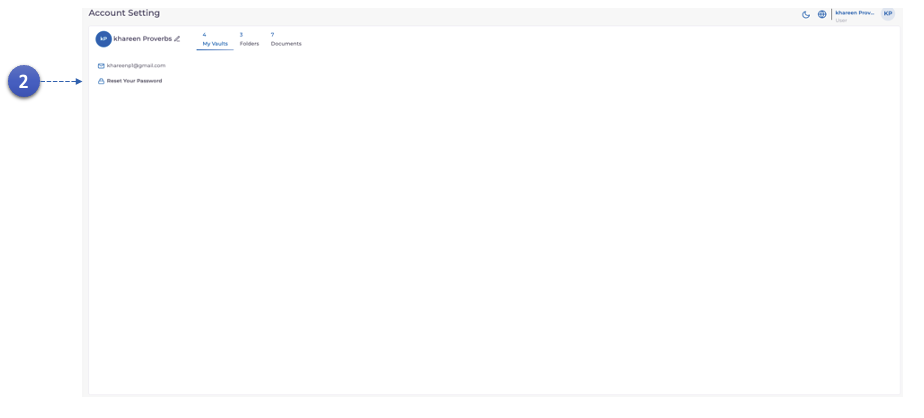 Account Setting
khareen Prov...
User
KP
KP
khareen Proverbs
4
My Vaults
3
Folders
7
Documents
khareenp1@gmail.com
Reset Your Password
2